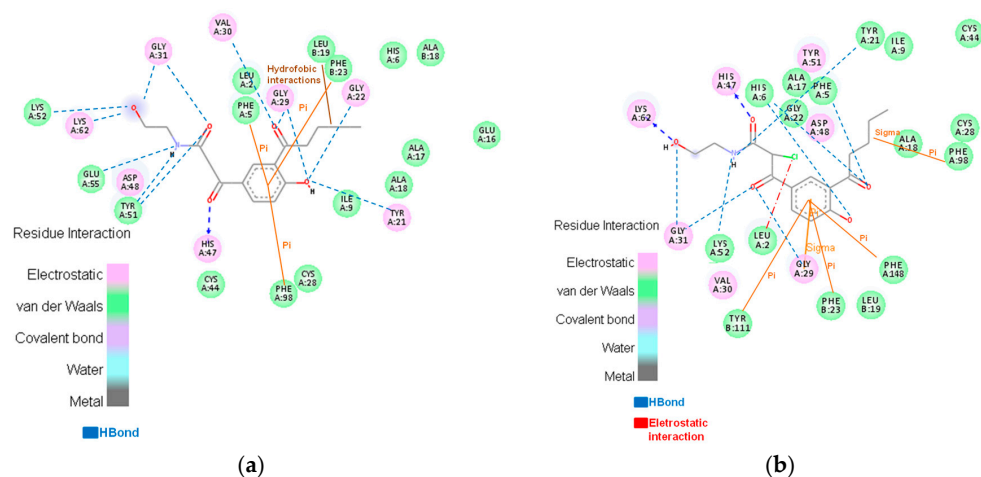 VAL
A:30
GLY
A:31
LEU
B:19
HIS
A:6
ALA
B:18
PHE
B:23
Hydrofobic
interactions
LEU
A:2
GLY
A:29
GLY
A:22
PHE
A:5
Pi
LYS
A:52
LYS
A:62
GLU
A:16
N
H
GLU
A:55
ASP
A:48
TYR
A:51
ALA
A:17
ALA
A:18
ILE
A:9
TYR
A:21
H
Pi
HIS
A:47
CYS
A:44
PHE
A:98
CYS
A:28
Residue Interaction
Electrostatic
van der Waals
Covalent bond
Water
Metal
HBond
(a)
TYR
A:21
ILE
A:9
CYS
A:44
TYR
A:51
HIS
A:47
HIS
A:6
ALA
A:17
PHE
A:5
LYS
A:62
GLY
A:22
ASP
A:48
H
N
H
Cl
Sigma
ALA
A:18
CYS
A:28
Pi
PHE
A:98
GLY
A:31
LYS
A:52
LEU
A:2
Pi
Sigma
Pi
Pi
Pi
GLY
A:29
PHE
A:148
VAL
A:30
TYR
B:111
PHE
B:23
LEU
B:19
Residue Interaction
Electrostatic
van der Waals
Covalent bond
Water
Metal
HBond
Eletrostatic
interaction
(b)